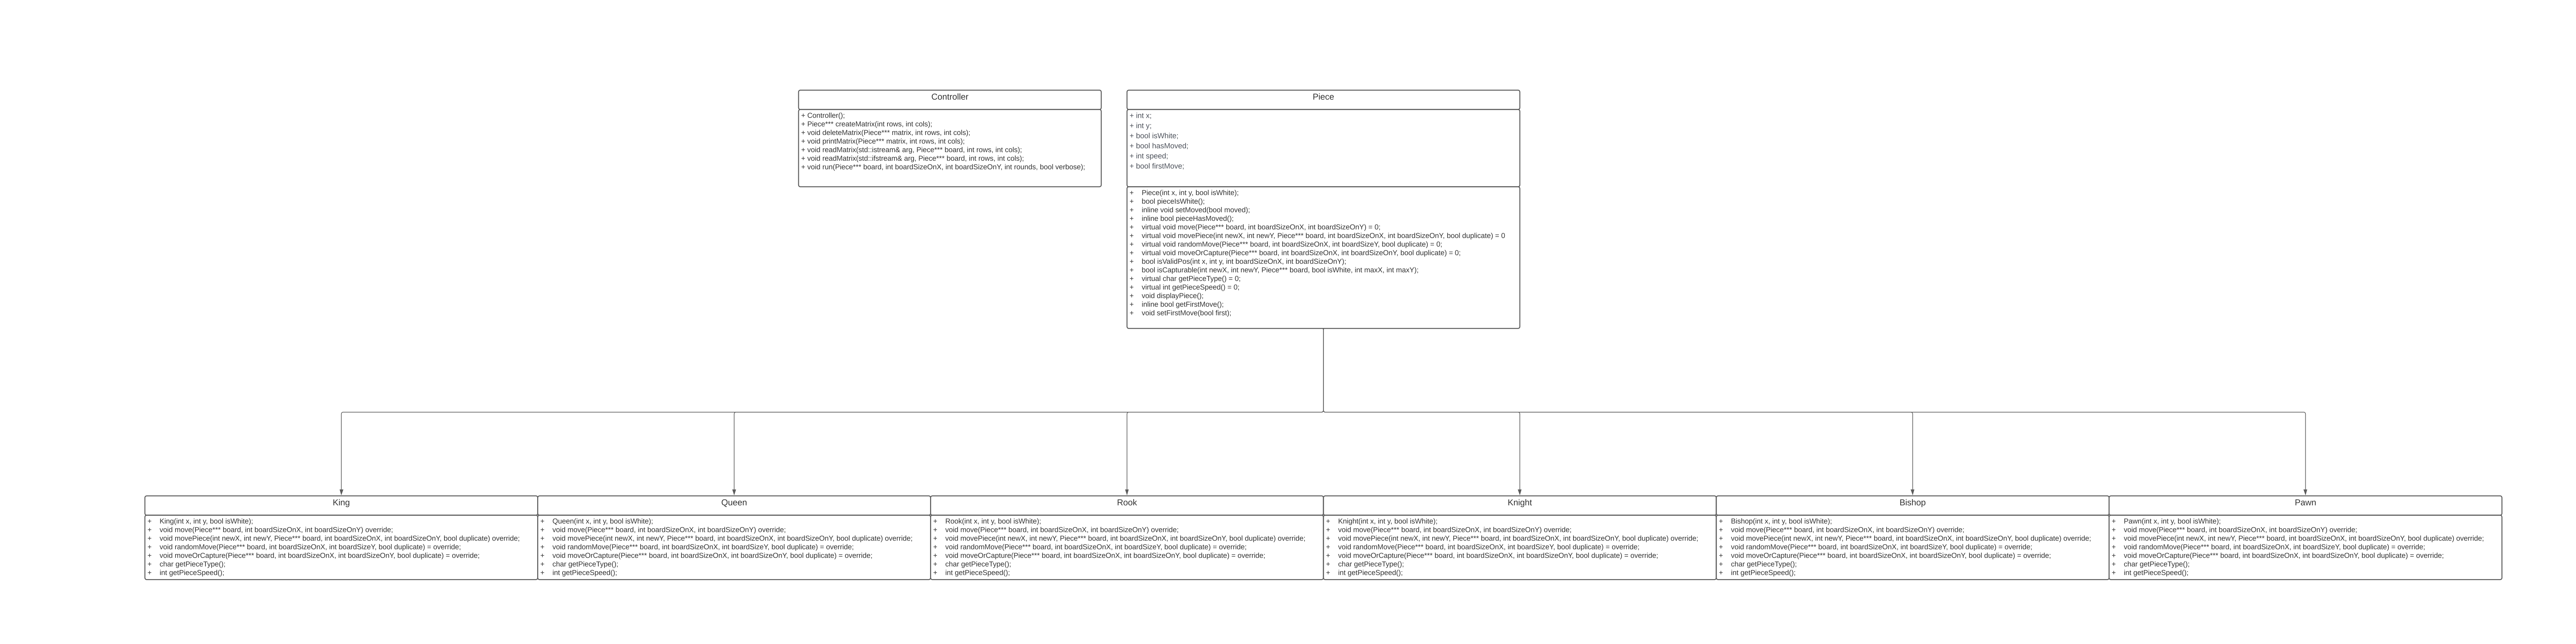 Controller
+ Controller();
+ Piece*** createMatrix(int rows, int cols);
+ void deleteMatrix(Piece*** matrix, int rows, int cols);
+ void printMatrix(Piece*** matrix, int rows, int cols);
+ void readMatrix(std::istream& arg, Piece*** board, int rows, int cols);
+ void readMatrix(std::ifstream& arg, Piece*** board, int rows, int cols);
+ void run(Piece*** board, int boardSizeOnX, int boardSizeOnY, int rounds, bool verbose);
Piece
+ int x;
+ int y;
+ bool isWhite;
+ bool hasMoved;
+ int speed;
+ bool firstMove;
+ Piece(int x, int y, bool isWhite);
+ bool pieceIsWhite();
+ inline void setMoved(bool moved);
+ inline bool pieceHasMoved();
+ virtual void move(Piece*** board, int boardSizeOnX, int boardSizeOnY) = 0;
+ virtual void movePiece(int newX, int newY, Piece*** board, int boardSizeOnX, int boardSizeOnY, bool duplicate) = 0
+ virtual void randomMove(Piece*** board, int boardSizeOnX, int boardSizeY, bool duplicate) = 0;
+ virtual void moveOrCapture(Piece*** board, int boardSizeOnX, int boardSizeOnY, bool duplicate) = 0;
+ bool isValidPos(int x, int y, int boardSizeOnX, int boardSizeOnY);
+ bool isCapturable(int newX, int newY, Piece*** board, bool isWhite, int maxX, int maxY);
+ virtual char getPieceType() = 0;
+ virtual int getPieceSpeed() = 0;
+ void displayPiece();
+ inline bool getFirstMove();
+ void setFirstMove(bool first);
King
+ King(int x, int y, bool isWhite);
+ void move(Piece*** board, int boardSizeOnX, int boardSizeOnY) override;
+ void movePiece(int newX, int newY, Piece*** board, int boardSizeOnX, int boardSizeOnY, bool duplicate) override;
+ void randomMove(Piece*** board, int boardSizeOnX, int boardSizeY, bool duplicate) = override;
+ void moveOrCapture(Piece*** board, int boardSizeOnX, int boardSizeOnY, bool duplicate) = override;
+ char getPieceType();
+ int getPieceSpeed();
Queen
+ Queen(int x, int y, bool isWhite);
+ void move(Piece*** board, int boardSizeOnX, int boardSizeOnY) override;
+ void movePiece(int newX, int newY, Piece*** board, int boardSizeOnX, int boardSizeOnY, bool duplicate) override;
+ void randomMove(Piece*** board, int boardSizeOnX, int boardSizeY, bool duplicate) = override;
+ void moveOrCapture(Piece*** board, int boardSizeOnX, int boardSizeOnY, bool duplicate) = override;
+ char getPieceType();
+ int getPieceSpeed();
Rook
+ Rook(int x, int y, bool isWhite);
+ void move(Piece*** board, int boardSizeOnX, int boardSizeOnY) override;
+ void movePiece(int newX, int newY, Piece*** board, int boardSizeOnX, int boardSizeOnY, bool duplicate) override;
+ void randomMove(Piece*** board, int boardSizeOnX, int boardSizeY, bool duplicate) = override;
+ void moveOrCapture(Piece*** board, int boardSizeOnX, int boardSizeOnY, bool duplicate) = override;
+ char getPieceType();
+ int getPieceSpeed();
Knight
+ Knight(int x, int y, bool isWhite);
+ void move(Piece*** board, int boardSizeOnX, int boardSizeOnY) override;
+ void movePiece(int newX, int newY, Piece*** board, int boardSizeOnX, int boardSizeOnY, bool duplicate) override;
+ void randomMove(Piece*** board, int boardSizeOnX, int boardSizeY, bool duplicate) = override;
+ void moveOrCapture(Piece*** board, int boardSizeOnX, int boardSizeOnY, bool duplicate) = override;
+ char getPieceType();
+ int getPieceSpeed();
Bishop
+ Bishop(int x, int y, bool isWhite);
+ void move(Piece*** board, int boardSizeOnX, int boardSizeOnY) override;
+ void movePiece(int newX, int newY, Piece*** board, int boardSizeOnX, int boardSizeOnY, bool duplicate) override;
+ void randomMove(Piece*** board, int boardSizeOnX, int boardSizeY, bool duplicate) = override;
+ void moveOrCapture(Piece*** board, int boardSizeOnX, int boardSizeOnY, bool duplicate) = override;
+ char getPieceType();
+ int getPieceSpeed();
Pawn
+ Pawn(int x, int y, bool isWhite);
+ void move(Piece*** board, int boardSizeOnX, int boardSizeOnY) override;
+ void movePiece(int newX, int newY, Piece*** board, int boardSizeOnX, int boardSizeOnY, bool duplicate) override;
+ void randomMove(Piece*** board, int boardSizeOnX, int boardSizeY, bool duplicate) = override;
+ void moveOrCapture(Piece*** board, int boardSizeOnX, int boardSizeOnY, bool duplicate) = override;
+ char getPieceType();
+ int getPieceSpeed();